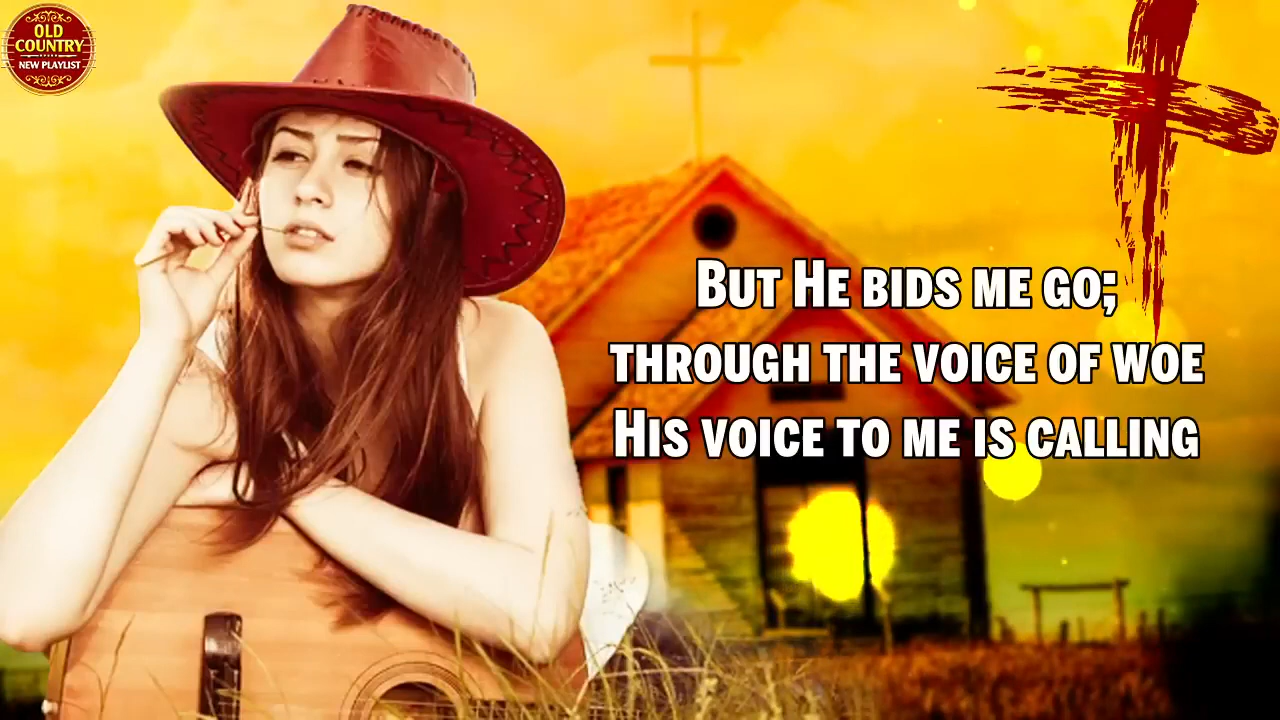 OLD
COUNTRY
NEW PLAYLIST
BUT HE BIDS ME GO;
THROUGH THE VOICE OF WOE
HIS VOICE TO ME IS CALLING